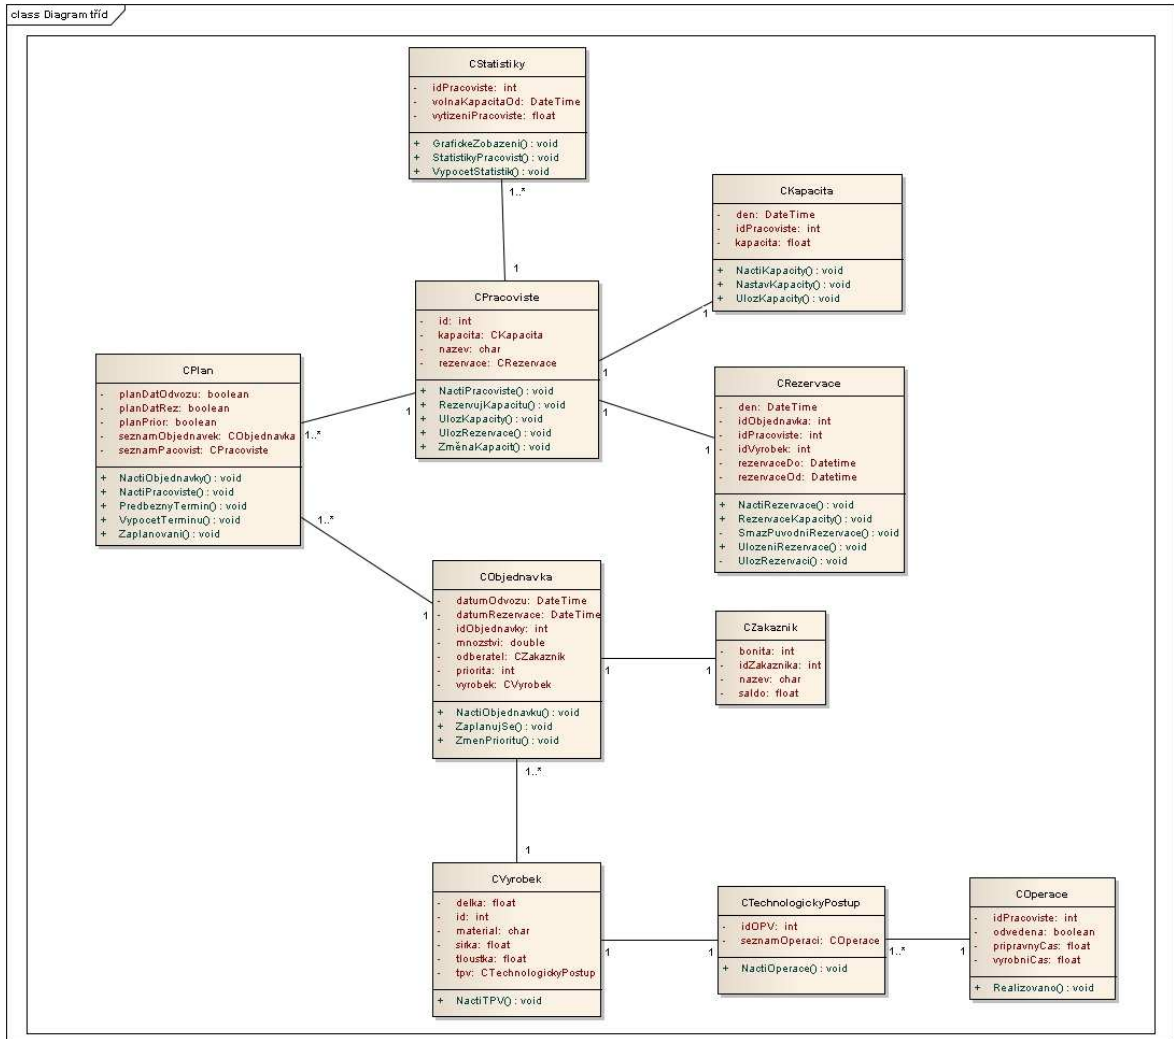 class Diagram tříd
CStatistiky
- idPracoviste: int
- volnaKapacitaOd: DateTime
- vytizeniPracoviste: float
+ GrafickeZobazeni() : void
+ StatistikyPracovist() : void
+ VypocetStatistik() : void
1..*
1
CKapacita
- den: DateTime
- idPracoviste: int
- kapacita: float
+ NactiKapacity() : void
+ NastavKapacity() : void
+ UlozKapacity() : void
1
CPracoviste
- id: int
- kapacita: CKapacita
- nazev: char
- rezervace: CRezervace
+ NactiPracoviste() : void
+ RezervujKapacitu() : void
+ UlozKapacity() : void
+ UlozRezervace() : void
+ ZměnaKapacit() : void
1
1
1
CPlan
- planDatOdvozu: boolean
- planDatRez: boolean
- planPrior: boolean
- seznamObjednavek: CObjednavka
- seznamPacovist: CPracoviste
+ NactiObjednavky() : void
+ NactiPracoviste() : void
+ PredbeznyTermin() : void
+ VypocetTerminu() : void
+ Zaplanovani() : void
1..*
1..*
CRezervace
- den: DateTime
- idObjednavka: int
- idPracoviste: int
- idVyrobek: int
- rezervaceDo: Datetime
- rezervaceOd: Datetime
+ NactiRezervace() : void
+ RezervaceKapacity() : void
- SmazPuvodniRezervace() : void
+ UlozeniRezervace() : void
- UlozRezervaci() : void
1
CObjednavka
- datumOdvozu: DateTime
- datumRezervace: DateTime
- idObjednavky: int
- mnozstvi: double
- odberatel: CZakaznik
- priorita: int
- vyrobek: CVyrobek
+ NactiObjednavku() : void
+ ZaplanujSe() : void
+ ZmenPrioritu() : void
1
1
1..*
CZakaznik
- bonita: int
- idZakaznika: int
- nazev: char
- saldo: float
1
1
CVyrobek
- delka: float
- id: int
- material: char
- sirka: float
- tloustka: float
- tpv: CTechnologickyPostup
+ NactiTPV() : void
1
1
CTechnologickyPostup
- idOPV: int
- seznamOperaci: COperace
+ NactiOperace() : void
1..*
1
COperace
- idPracoviste: int
- odvedena: boolean
- pripravnyCas: float
- vyrobniCas: float
+ Realizovano() : void